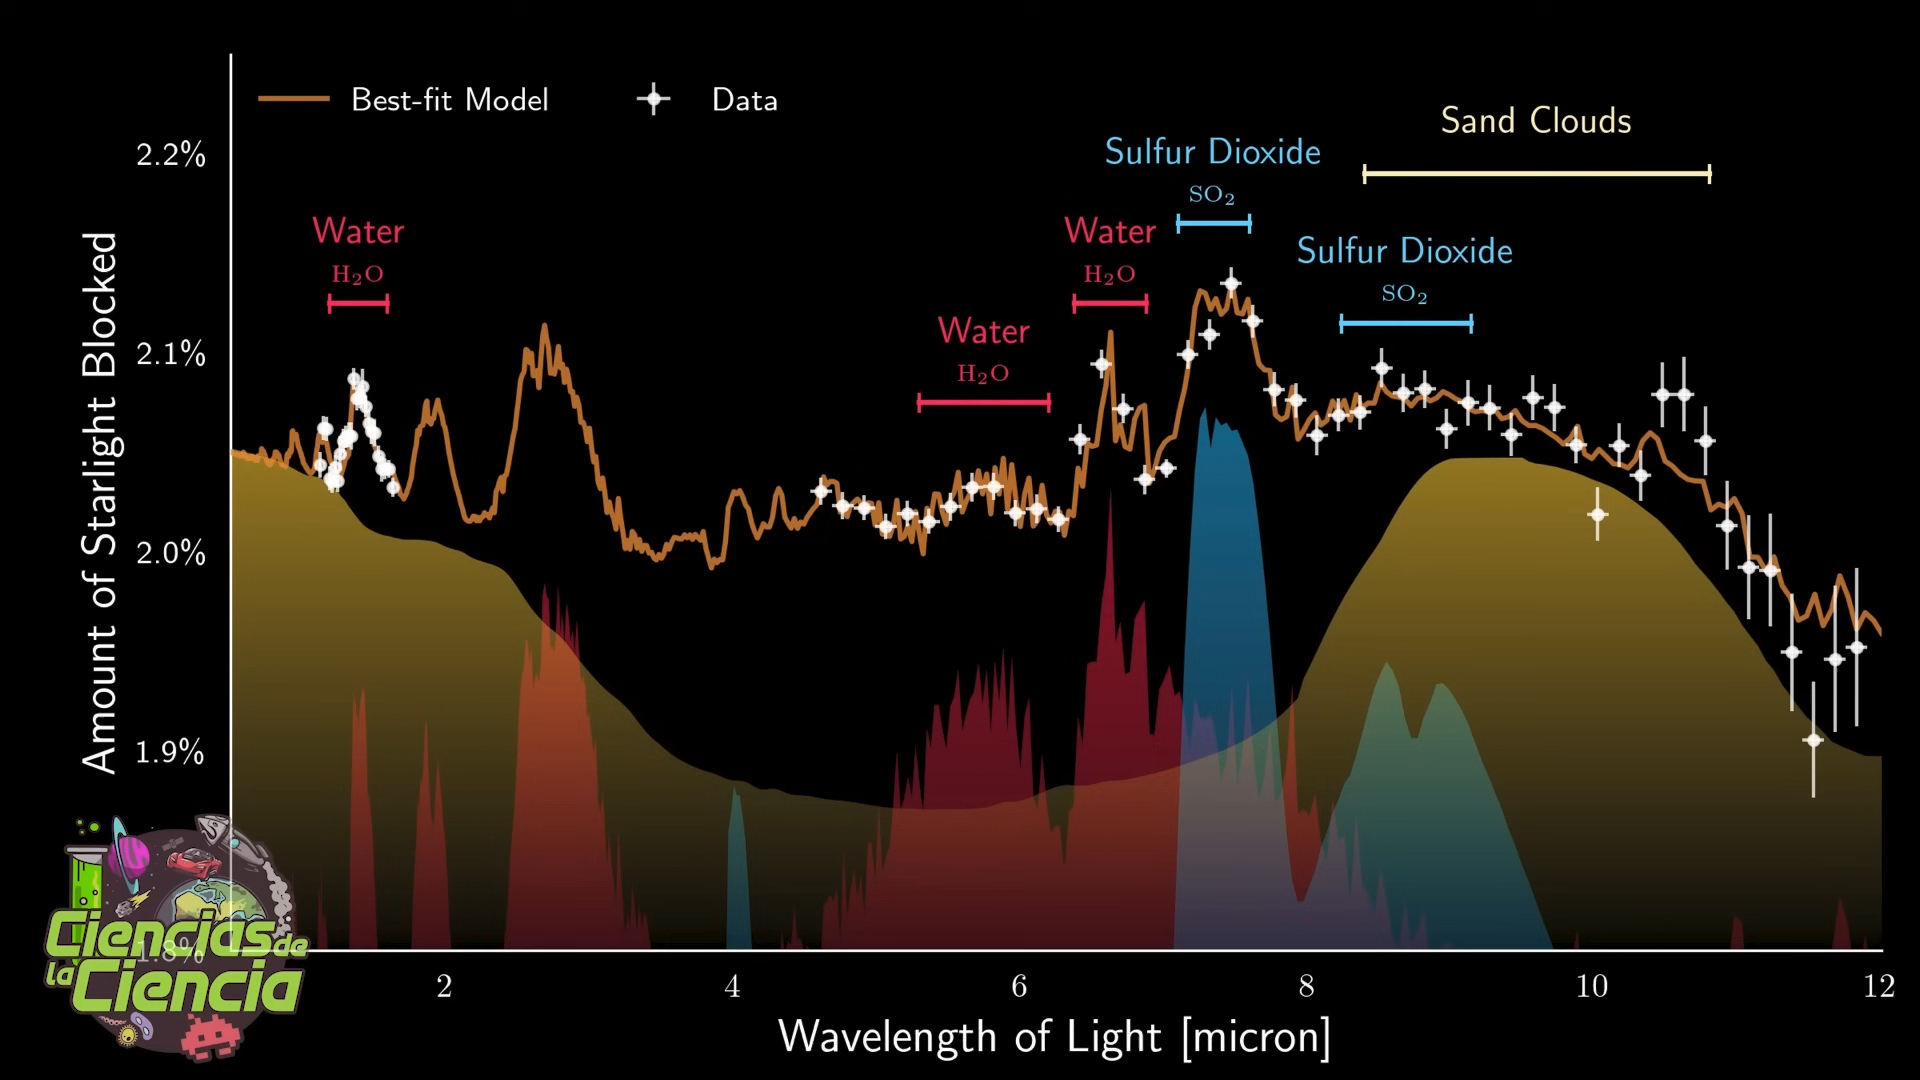 Best-fit Model
Data
Sand Clouds
Sulfur Dioxide
SO₂
Water
H₂O
Water
H₂O
Sulfur Dioxide
SO₂
Water
H₂O
2.2%
2.1%
2.0%
1.9%
1.8%
Amount of Starlight Blocked
2 4 6 8 10 12
Wavelength of Light [micron]
Ciencias de
la Ciencia